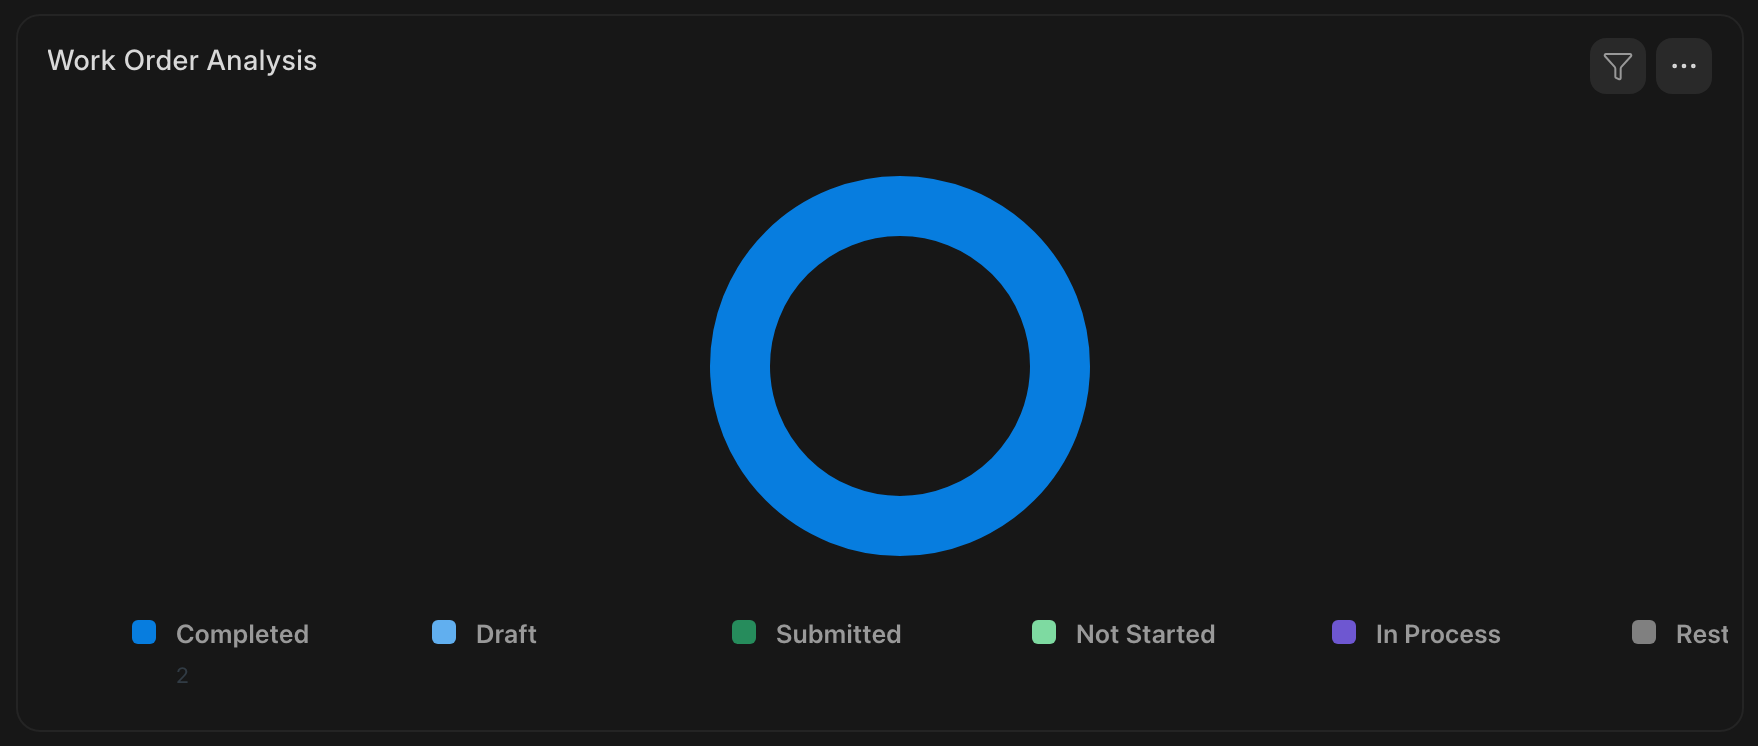 Work Order Analysis
Completed Draft Submitted Not Started In Process Rest
2